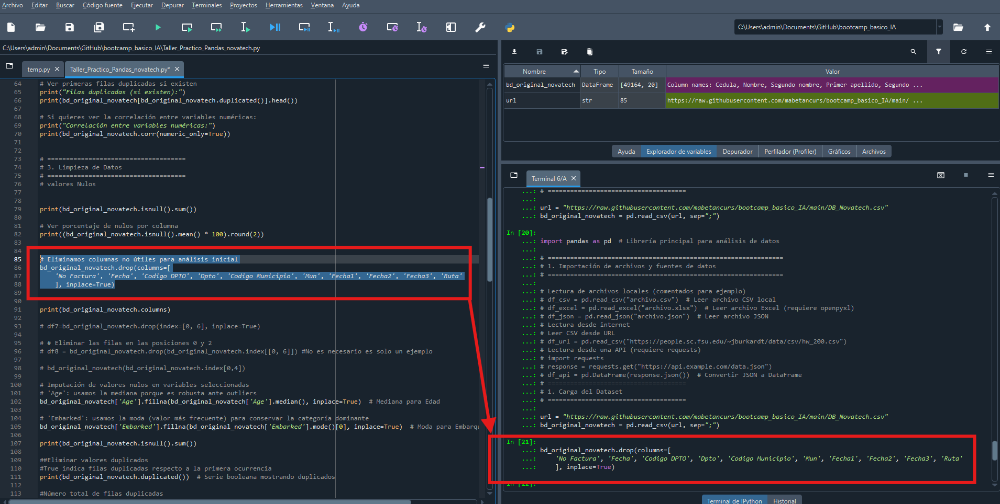 Archivo Editar Buscar Código fuente Ejecutar Depurar Terminales Proyectos Herramientas Ventana Ayuda
C:\Users\admin\Documents\GitHub\bootcamp_basico_IA
C:\Users\admin\Documents\GitHub\bootcamp_basico_IA\Taller_Practico_Pandas_novatech.py
temp.py
Taller_Practico_Pandas_novatech.py*
64 # Ver primeras filas duplicadas si existen
65 print("Filas duplicadas (si existen):")
66 print(bd_original_novatech[bd_original_novatech.duplicated()].head())
67
68 # Si quieres ver la correlación entre variables numéricas:
69 print("Correlación entre variables numéricas:")
70 print(bd_original_novatech.corr(numeric_only=True))
71
72
73 # =====================================
74 # 3. Limpieza de Datos
75 # =====================================
76 # valores Nulos
77
78
79 print(bd_original_novatech.isnull().sum())
80
81 # Ver porcentaje de nulos por columna
82 print((bd_original_novatech.isnull().mean() * 100).round(2))
83
84
85 # Eliminamos columnas no útiles para análisis inicial
86 bd_original_novatech.drop(columns=[
87 'No Factura', 'Fecha', 'Codigo DPTO', 'Dpto', 'Codigo Municipio', 'Mun', 'Fecha1', 'Fecha2', 'Fecha3', 'Ruta'
88 ], inplace=True)
89
90
91 print(bd_original_novatech.columns)
92
93 # df7=bd_original_novatech.drop(index=[0, 6], inplace=True)
94
95 # # Eliminar las filas en las posiciones 0 y 2
96 # df8 = bd_original_novatech.drop(bd_original_novatech.index[[0, 6]]) #No es necesario es solo un ejemplo
97
98 # bd_original_novatech(bd_original_novatech.index[0,4])
99
100 # Imputación de valores nulos en variables seleccionadas
101 # 'Age': usamos la mediana porque es robusta ante outliers
102 bd_original_novatech['Age'].fillna(bd_original_novatech['Age'].median(), inplace=True) # Mediana para Edad
103
104 # 'Embarked': usamos la moda (valor más frecuente) para conservar la categoría dominante
105 bd_original_novatech['Embarked'].fillna(bd_original_novatech['Embarked'].mode()[0], inplace=True) # Moda para Embarqu
106
107 print(bd_original_novatech.isnull().sum())
108
109 ##Eliminar valores duplicados
110 #True indica filas duplicadas respecto a la primera ocurrencia
111 print(bd_original_novatech.duplicated()) # Serie booleana mostrando duplicados
112
113 #Número total de filas duplicadas
Nombre Tipo Tamaño Valor
bd_original_novatech DataFrame [49164, 20] Column names: Cedula, Nombre, Segundo nombre, Primer apellido, Segundo ...
url str 85 https://raw.githubusercontent.com/mabetancurs/bootcamp_basico_IA/main/ ...
Ayuda Explorador de variables Depurador Perfilador (Profiler) Gráficos Archivos
Terminal 6/A
...: # =====================================
...:
...: url = "https://raw.githubusercontent.com/mabetancurs/bootcamp_basico_IA/main/DB_Novatech.csv"
...: bd_original_novatech = pd.read_csv(url, sep=";")
In [20]:
...: import pandas as pd # Librería principal para análisis de datos
...:
...: # ===============================================================
...: # 1. Importación de archivos y fuentes de datos
...: # ===============================================================
...:
...: # Lectura de archivos locales (comentados para ejemplo)
...: # df_csv = pd.read_csv("archivo.csv") # Leer archivo CSV local
...: # df_excel = pd.read_excel("archivo.xlsx") # Leer archivo Excel (requiere openpyxl)
...: # df_json = pd.read_json("archivo.json") # Leer archivo JSON
...: # Lectura desde internet
...: # Leer CSV desde URL
...: # df_url = pd.read_csv("https://people.sc.fsu.edu/~jburkardt/data/csv/hw_200.csv")
...: # Lectura desde una API (requiere requests)
...: # import requests
...: # response = requests.get("https://api.example.com/data.json")
...: # df_api = pd.DataFrame(response.json()) # Convertir JSON a DataFrame
...: # =====================================
...: # 1. Carga del Dataset
...: # =====================================
...:
...: url = "https://raw.githubusercontent.com/mabetancurs/bootcamp_basico_IA/main/DB_Novatech.csv"
...: bd_original_novatech = pd.read_csv(url, sep=";")
In [21]:
...: bd_original_novatech.drop(columns=[
...: 'No Factura', 'Fecha', 'Codigo DPTO', 'Dpto', 'Codigo Municipio', 'Mun', 'Fecha1', 'Fecha2', 'Fecha3', 'Ruta'
...: ], inplace=True)
In [22]:
Terminal de IPython Historial